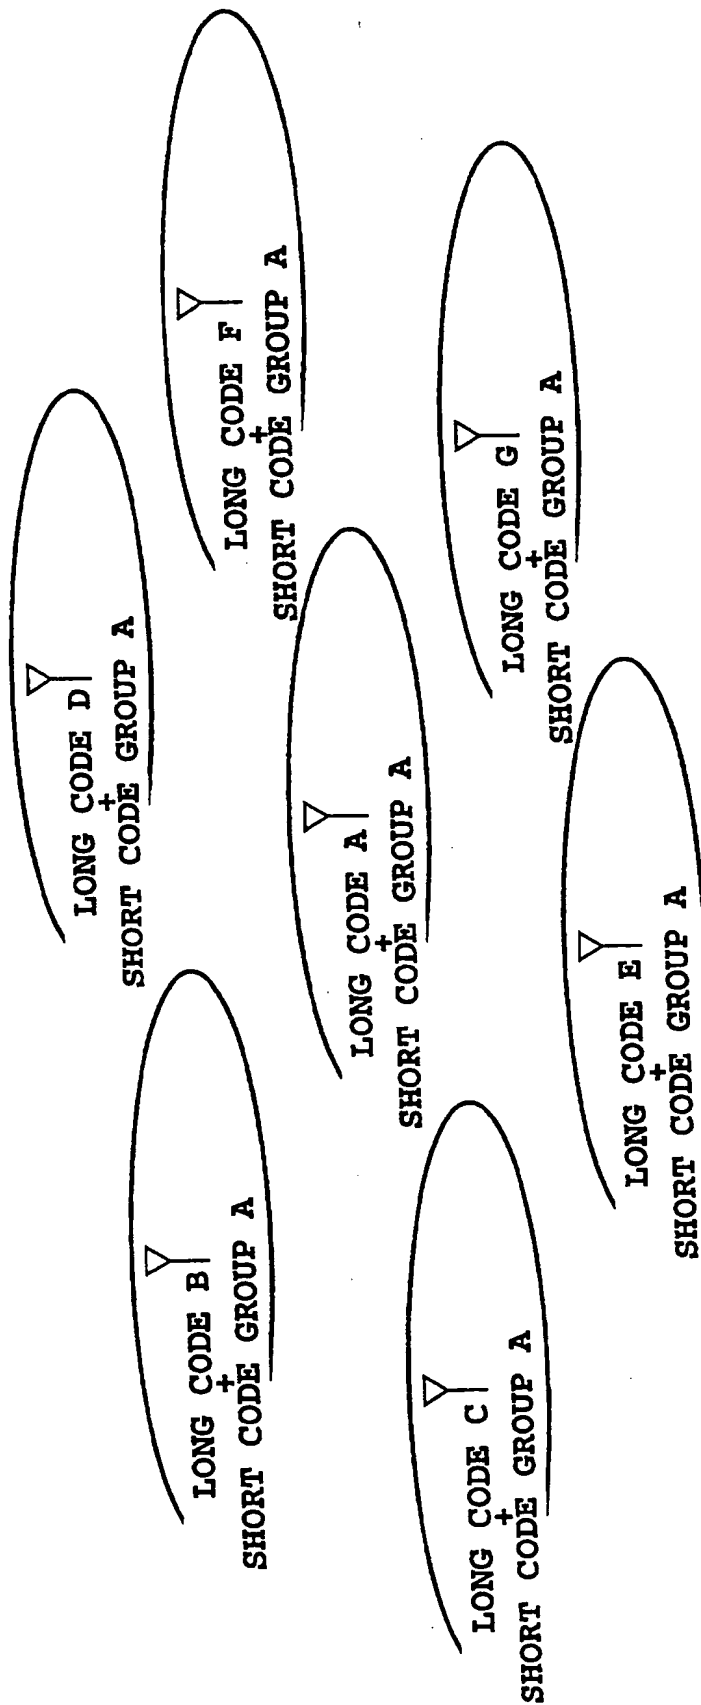 LONG CODE D
+
SHORT CODE GROUP A
LONG CODE B
+
SHORT CODE GROUP A
LONG CODE F
+
SHORT CODE GROUP A
LONG CODE A
+
SHORT CODE GROUP A
LONG CODE C
+
SHORT CODE GROUP A
LONG CODE G
+
SHORT CODE GROUP A
LONG CODE E
+
SHORT CODE GROUP A